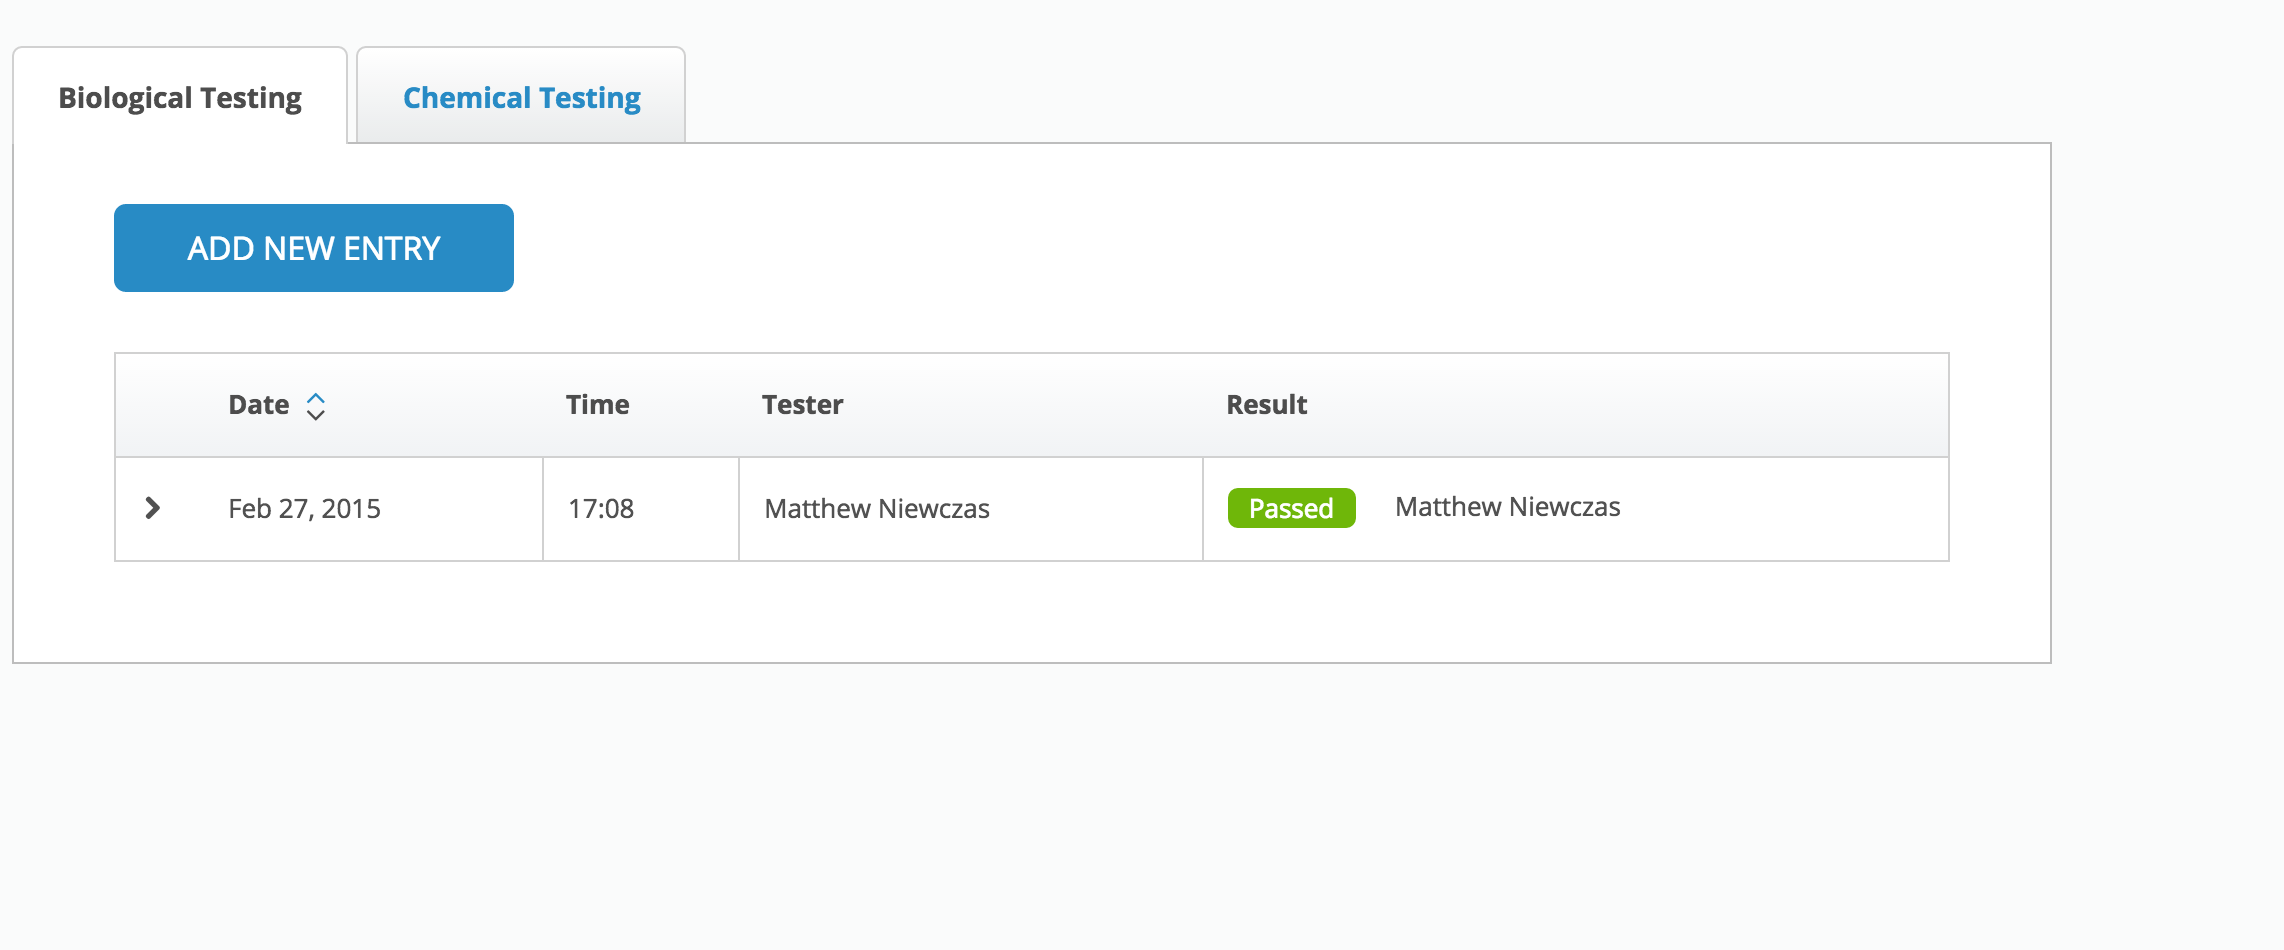 Biological Testing Chemical Testing
ADD NEW ENTRY
Date Time Tester Result
Feb 27, 2015 17:08 Matthew Niewczas Passed Matthew Niewczas